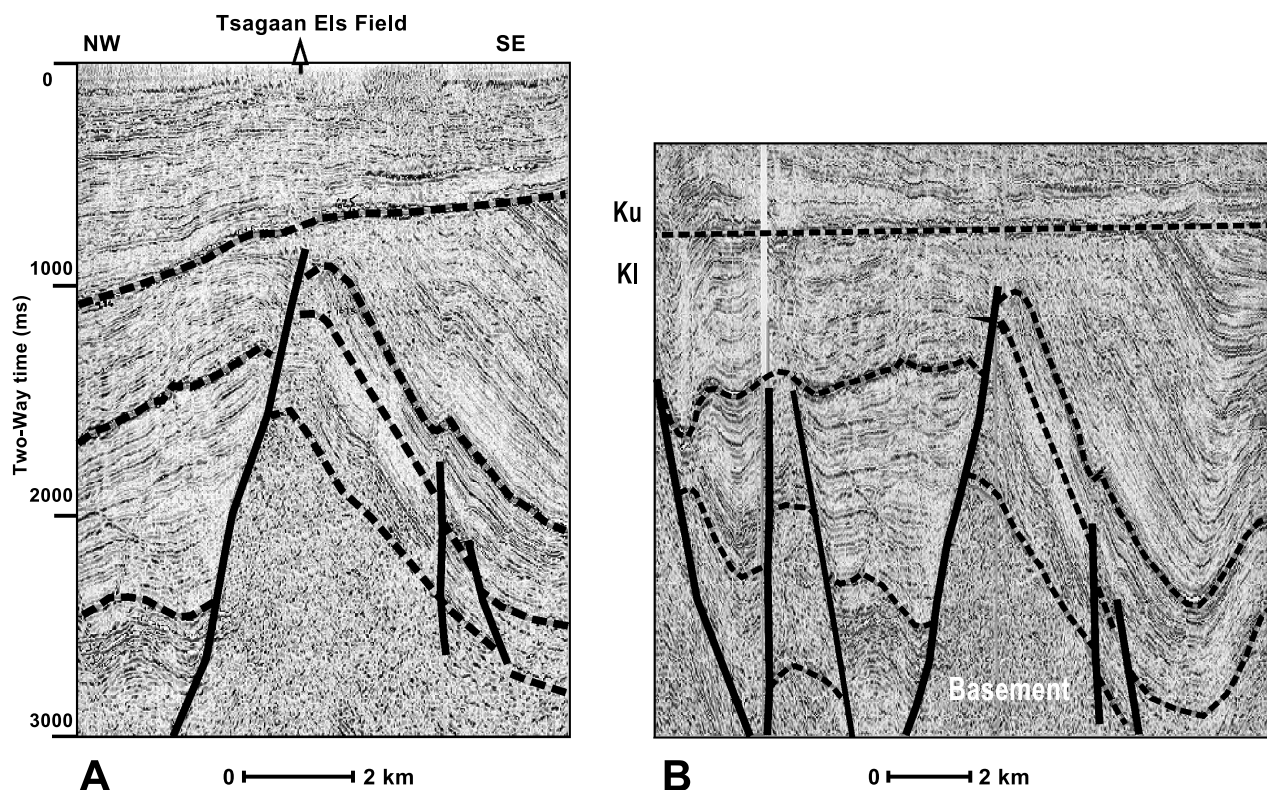 Tsagaan Els Field
NW
SE
0
1000
2000
3000
Two-Way time (ms)
A
0 2 km
Ku
Kl
Basement
B
0 2 km